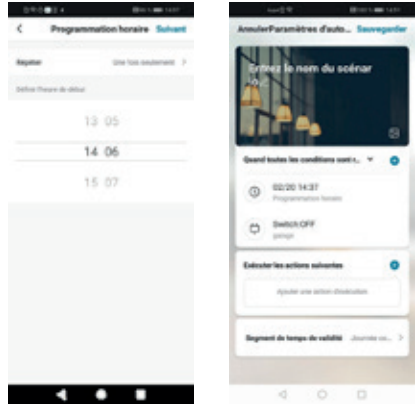 Programmation horaire Suivant
Répéter Une fois seulement
Définir l'heure de début
13 05
14 06
15 07
Annuler Paramètres d'auto... Sauvegarder
Entrez le nom du scénar
io
Quand toutes les conditions sont r...
02/20 14:37
Programmation horaire
Switch:OFF
garage
Exécuter les actions suivantes
Ajouter une action d'exécution
Segment de temps de validité Journée co...